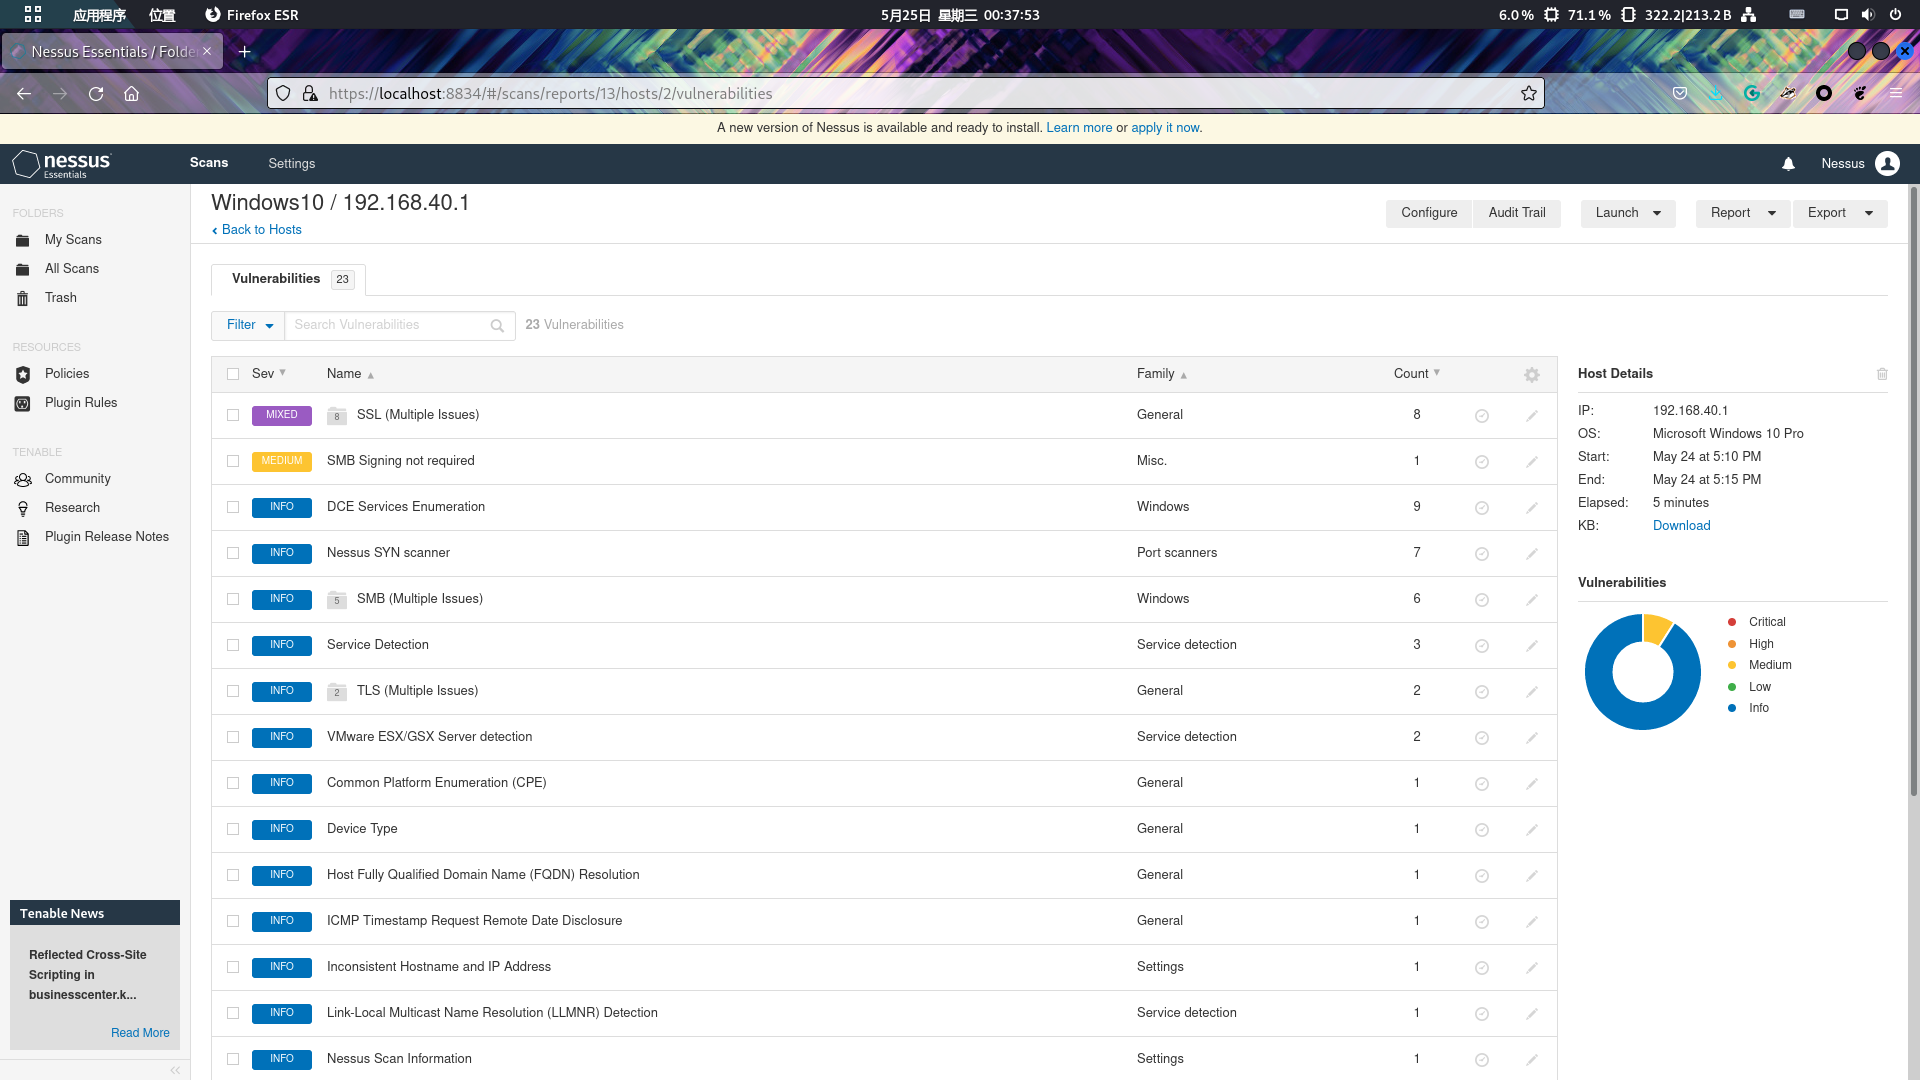 应用程序 位置 Firefox ESR 5月25日 星期三 00:37:53 6.0% 71.1% 322.2|213.2B
Nessus Essentials / Folde
https://localhost:8834/#/scans/reports/13/hosts/2/vulnerabilities
A new version of Nessus is available and ready to install. Learn more or apply it now.
nessus Essentials Scans Settings Nessus
FOLDERS
My Scans
All Scans
Trash
RESOURCES
Policies
Plugin Rules
TENABLE
Community
Research
Plugin Release Notes
Tenable News
Reflected Cross-Site
Scripting in
businesscenter.k...
Read More
Windows10 / 192.168.40.1
Back to Hosts
Configure Audit Trail Launch Report Export
Vulnerabilities 23
Filter Search Vulnerabilities 23 Vulnerabilities
Sev Name Family Count
MIXED 8 SSL (Multiple Issues) General 8
MEDIUM SMB Signing not required Misc. 1
INFO DCE Services Enumeration Windows 9
INFO Nessus SYN scanner Port scanners 7
INFO 5 SMB (Multiple Issues) Windows 6
INFO Service Detection Service detection 3
INFO 2 TLS (Multiple Issues) General 2
INFO VMware ESX/GSX Server detection Service detection 2
INFO Common Platform Enumeration (CPE) General 1
INFO Device Type General 1
INFO Host Fully Qualified Domain Name (FQDN) Resolution General 1
INFO ICMP Timestamp Request Remote Date Disclosure General 1
INFO Inconsistent Hostname and IP Address Settings 1
INFO Link-Local Multicast Name Resolution (LLMNR) Detection Service detection 1
INFO Nessus Scan Information Settings 1
Host Details
IP: 192.168.40.1
OS: Microsoft Windows 10 Pro
Start: May 24 at 5:10 PM
End: May 24 at 5:15 PM
Elapsed: 5 minutes
KB: Download
Vulnerabilities
Critical
High
Medium
Low
Info